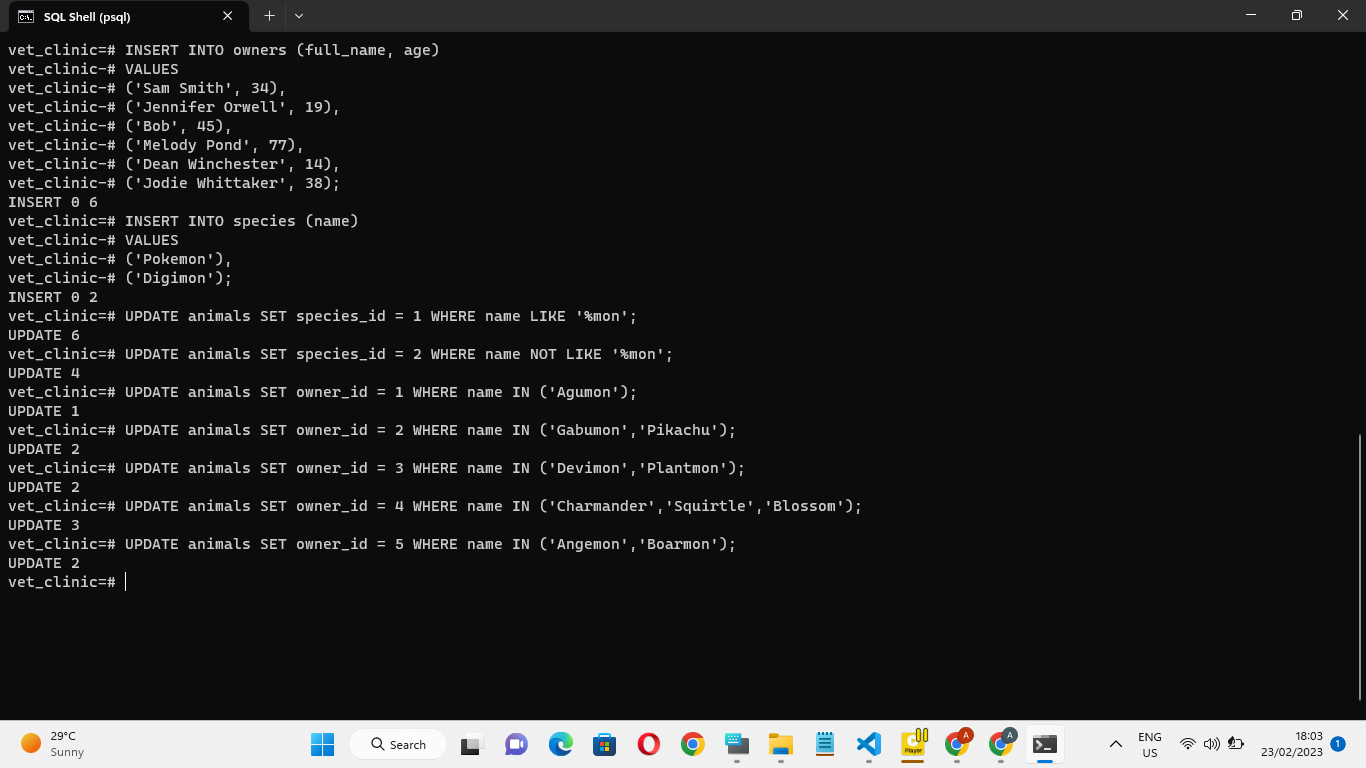 SQL Shell (psql)
vet_clinic=# INSERT INTO owners (full_name, age)
vet_clinic-# VALUES
vet_clinic-# ('Sam Smith', 34),
vet_clinic-# ('Jennifer Orwell', 19),
vet_clinic-# ('Bob', 45),
vet_clinic-# ('Melody Pond', 77),
vet_clinic-# ('Dean Winchester', 14),
vet_clinic-# ('Jodie Whittaker', 38);
INSERT 0 6
vet_clinic=# INSERT INTO species (name)
vet_clinic-# VALUES
vet_clinic-# ('Pokemon'),
vet_clinic-# ('Digimon');
INSERT 0 2
vet_clinic=# UPDATE animals SET species_id = 1 WHERE name LIKE '%mon';
UPDATE 6
vet_clinic=# UPDATE animals SET species_id = 2 WHERE name NOT LIKE '%mon';
UPDATE 4
vet_clinic=# UPDATE animals SET owner_id = 1 WHERE name IN ('Agumon');
UPDATE 1
vet_clinic=# UPDATE animals SET owner_id = 2 WHERE name IN ('Gabumon','Pikachu');
UPDATE 2
vet_clinic=# UPDATE animals SET owner_id = 3 WHERE name IN ('Devimon','Plantmon');
UPDATE 2
vet_clinic=# UPDATE animals SET owner_id = 4 WHERE name IN ('Charmander','Squirtle','Blossom');
UPDATE 3
vet_clinic=# UPDATE animals SET owner_id = 5 WHERE name IN ('Angemon','Boarmon');
UPDATE 2
vet_clinic=#
29°C
Sunny
Search
Player
A
A
ENG
US
18:03
23/02/2023
1